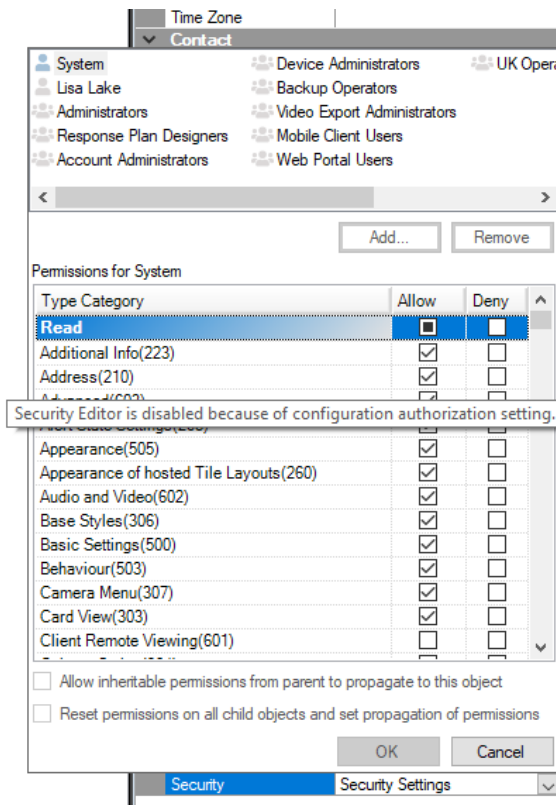 Time Zone
Contact
System Device Administrators UK Opera
Lisa Lake Backup Operators
Administrators Video Export Administrators
Response Plan Designers Mobile Client Users
Account Administrators Web Portal Users
Add... Remove
Permissions for System
Type Category Allow Deny
Read
Additional Info(223)
Address(210)
Security Editor is disabled because of configuration authorization setting.
Appearance(505)
Appearance of hosted Tile Layouts(260)
Audio and Video(602)
Base Styles(306)
Basic Settings(500)
Behaviour(503)
Camera Menu(307)
Card View(303)
Client Remote Viewing(601)
Allow inheritable permissions from parent to propagate to this object
Reset permissions on all child objects and set propagation of permissions
OK Cancel
Security Security Settings